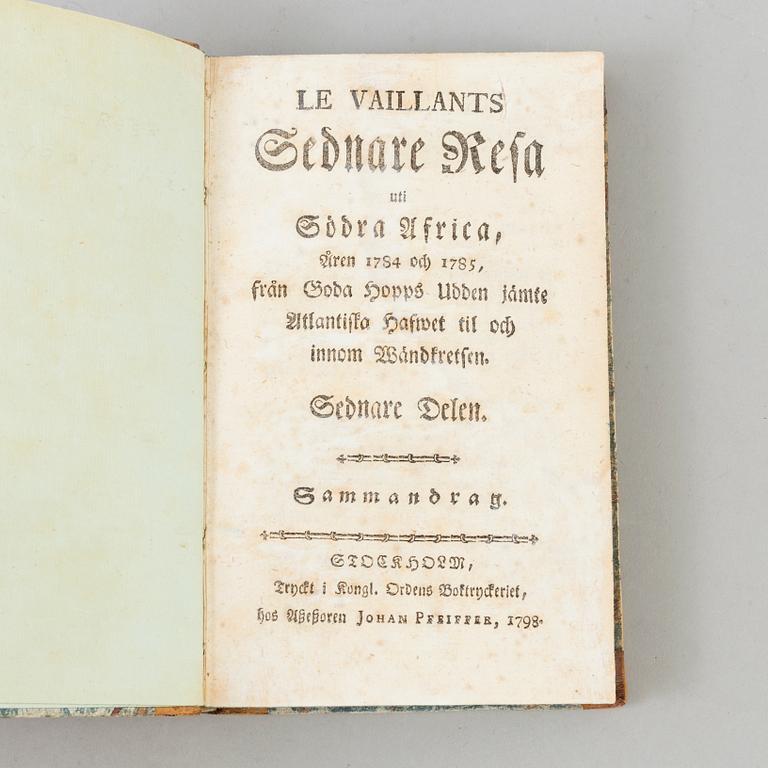 LE VAILLANTS
Sednare Resa
uti
Södra Africa,
Åren 1784 och 1785,
från Goda Hopps Udden jämte
Atlantiska Hafwet til och
innom Wändkretsen.
Sednare Delen.
Sammandrag.
STOCKHOLM,
Tryckt i Kongl. Ordens Boktryckeriet,
hos Aßeßoren JOHAN PFEIFFER, 1798.